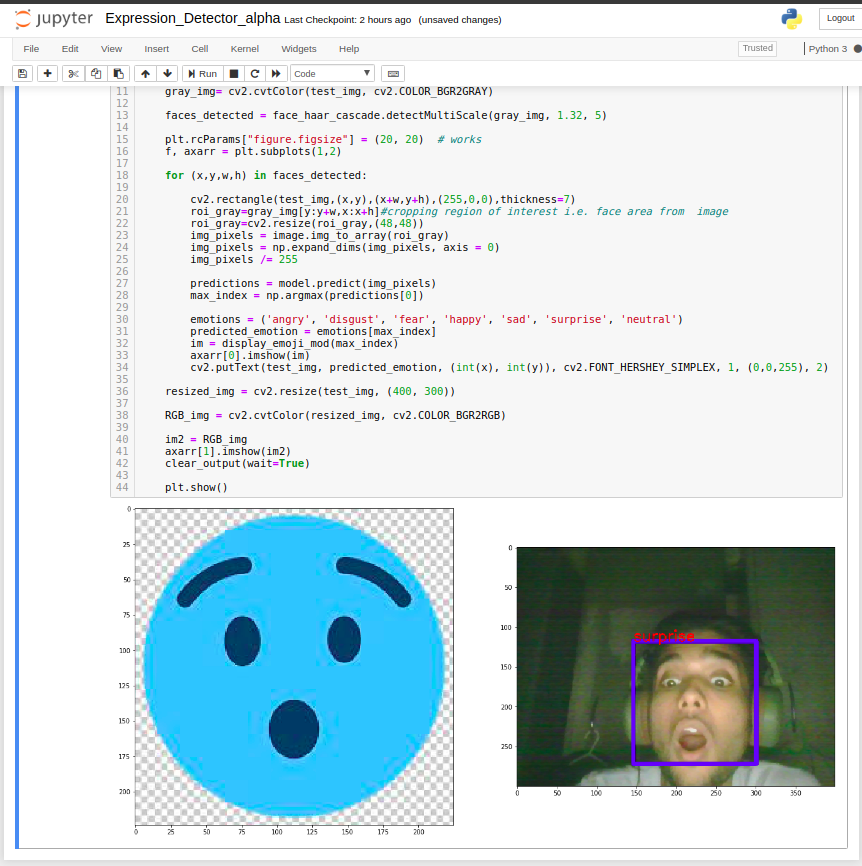 jupyter Expression_Detector_alpha Last Checkpoint: 2 hours ago (unsaved changes)
Logout
File Edit View Insert Cell Kernel Widgets Help
Trusted
Python 3
Run
Code
11 gray_img= cv2.cvtColor(test_img, cv2.COLOR_BGR2GRAY)
12
13 faces_detected = face_haar_cascade.detectMultiScale(gray_img, 1.32, 5)
14
15 plt.rcParams["figure.figsize"] = (20, 20)  # works
16 f, axarr = plt.subplots(1,2)
17
18 for (x,y,w,h) in faces_detected:
19
20     cv2.rectangle(test_img,(x,y),(x+w,y+h),(255,0,0),thickness=7)
21     roi_gray=gray_img[y:y+w,x:x+h]#cropping region of interest i.e. face area from  image
22     roi_gray=cv2.resize(roi_gray,(48,48))
23     img_pixels = image.img_to_array(roi_gray)
24     img_pixels = np.expand_dims(img_pixels, axis = 0)
25     img_pixels /= 255
26
27     predictions = model.predict(img_pixels)
28     max_index = np.argmax(predictions[0])
29
30     emotions = ('angry', 'disgust', 'fear', 'happy', 'sad', 'surprise', 'neutral')
31     predicted_emotion = emotions[max_index]
32     im = display_emoji_mod(max_index)
33     axarr[0].imshow(im)
34     cv2.putText(test_img, predicted_emotion, (int(x), int(y)), cv2.FONT_HERSHEY_SIMPLEX, 1, (0,0,255), 2)
35
36 resized_img = cv2.resize(test_img, (400, 300))
37
38 RGB_img = cv2.cvtColor(resized_img, cv2.COLOR_BGR2RGB)
39
40 im2 = RGB_img
41 axarr[1].imshow(im2)
42 clear_output(wait=True)
43
44 plt.show()
0
25
50
75
100
125
150
175
200
0 25 50 75 100 125 150 175 200
0
50
100
150
200
250
surprise
0 50 100 150 200 250 300 350